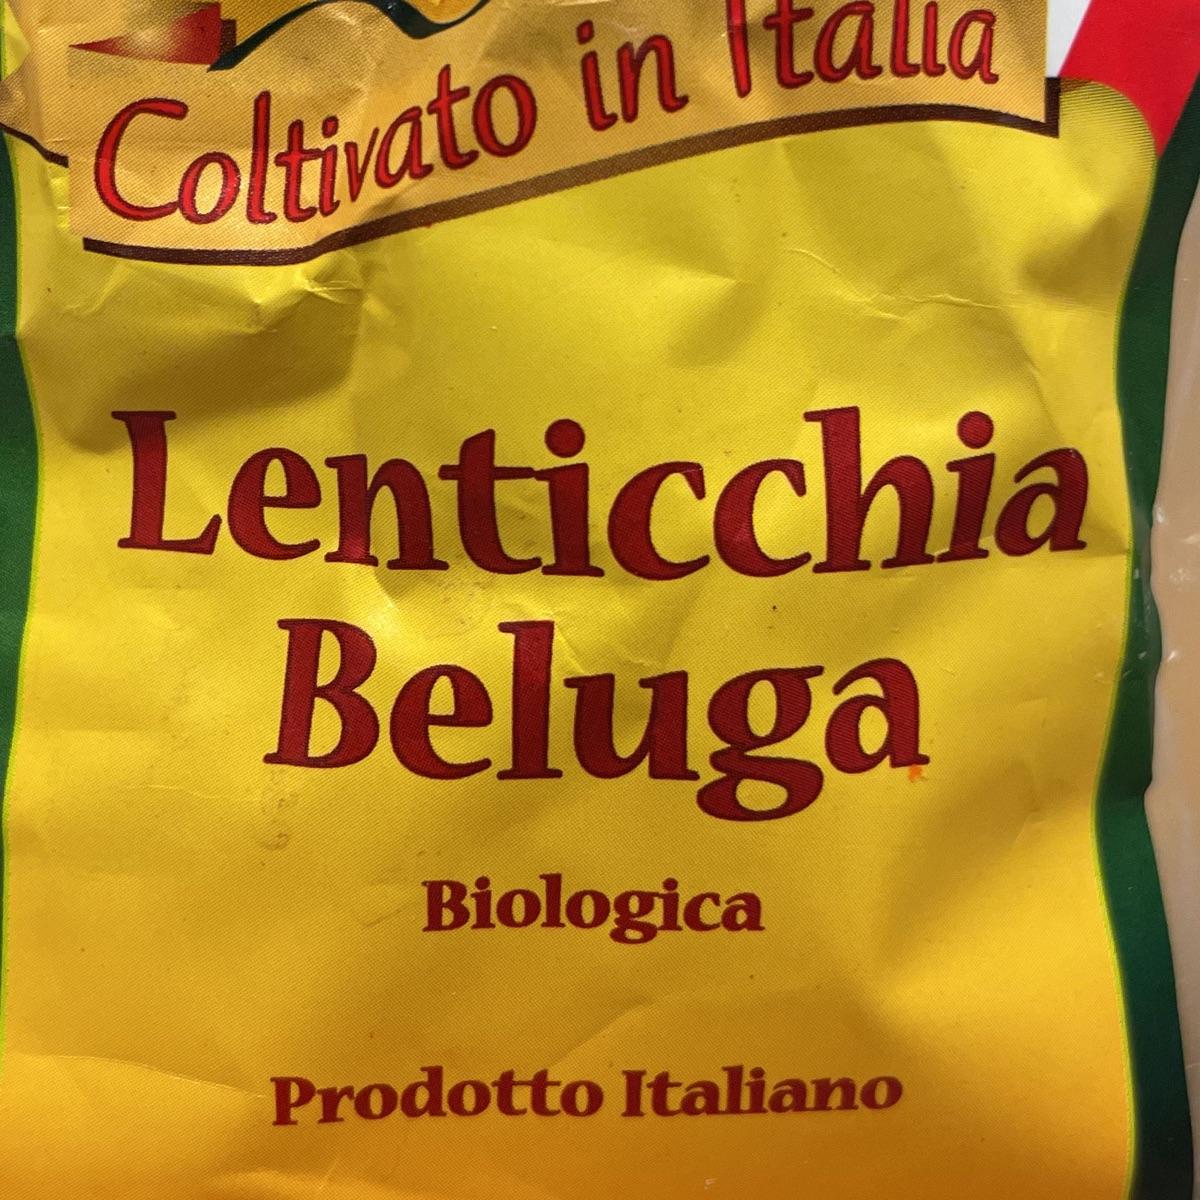 Coltivato in Italia
Lenticchia
Beluga
Biologica
Prodotto Italiano